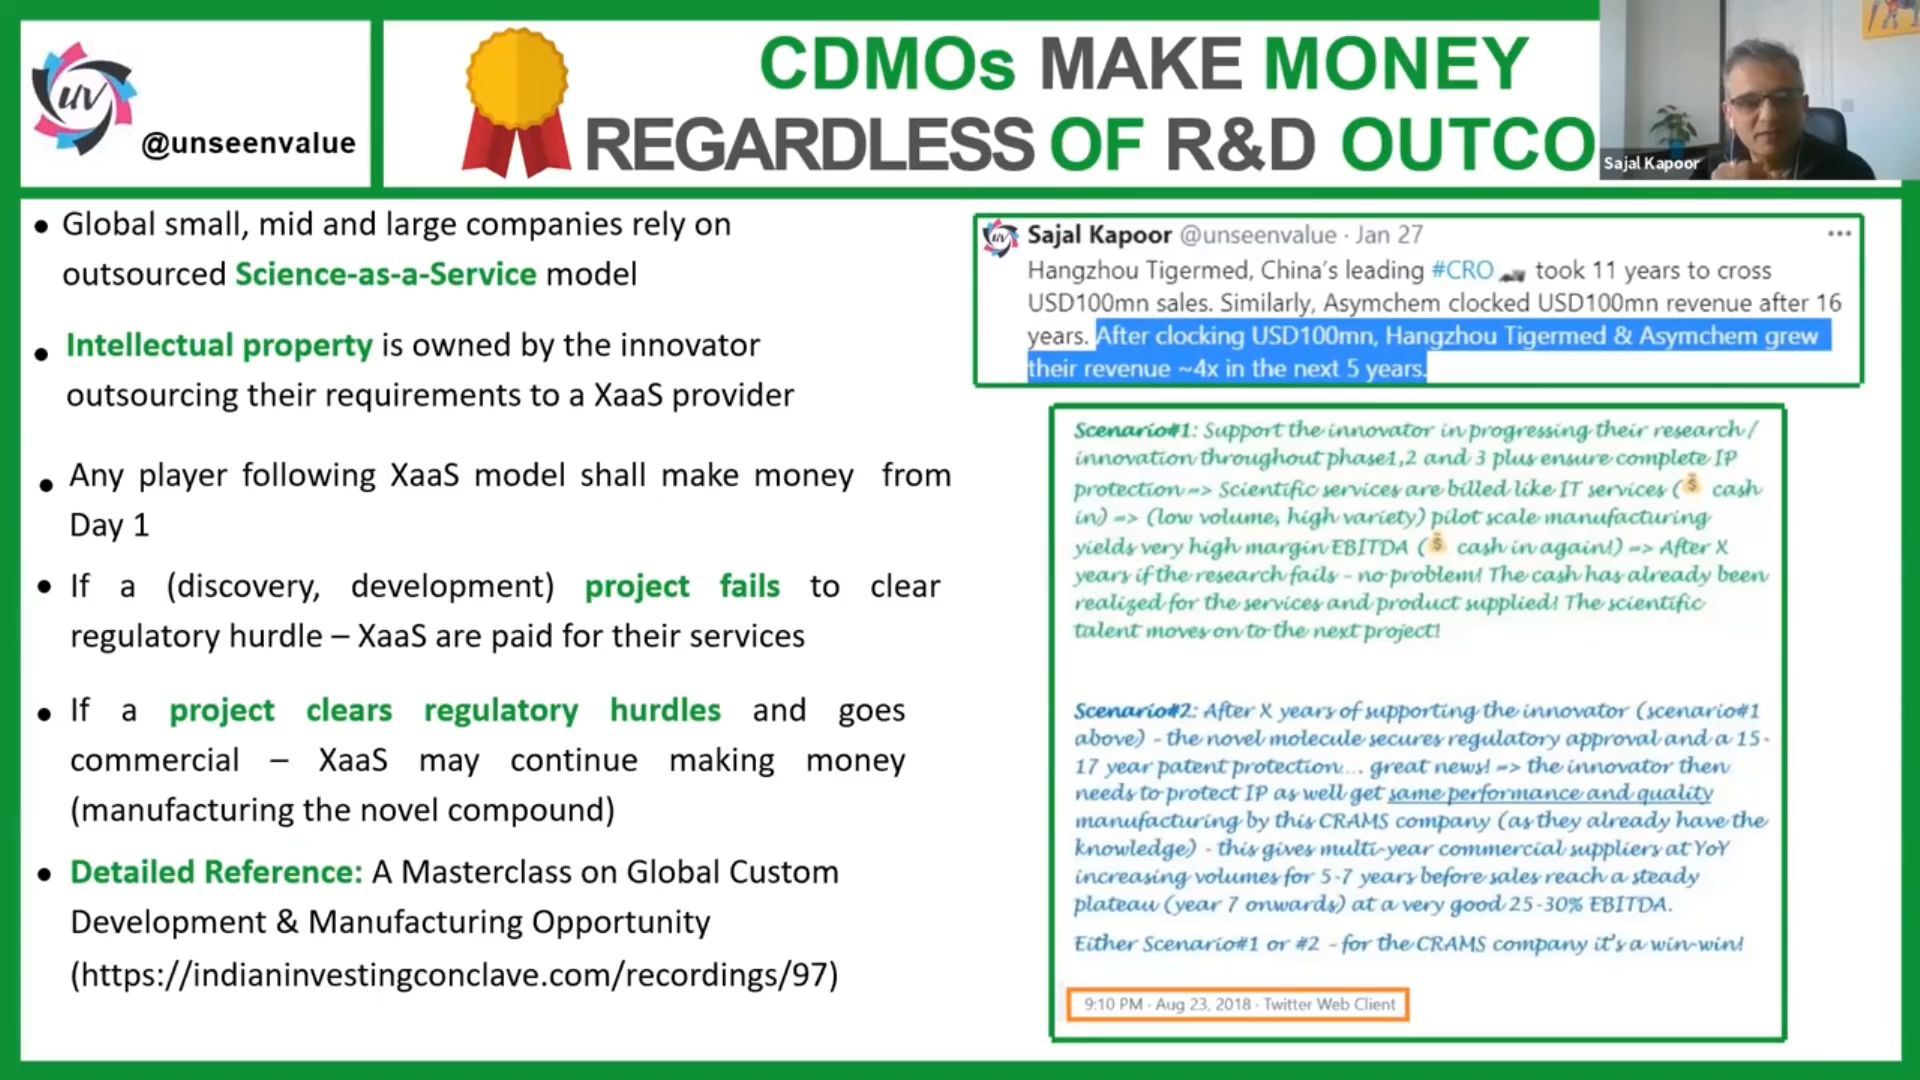 uv
@unseenvalue
CDMOs MAKE MONEY
REGARDLESS OF R&D OUTCO
Sajal Kapoor
• Global small, mid and large companies rely on
outsourced Science-as-a-Service model
• Intellectual property is owned by the innovator
outsourcing their requirements to a XaaS provider
• Any player following XaaS model shall make money from
Day 1
• If a (discovery, development) project fails to clear
regulatory hurdle – XaaS are paid for their services
• If a project clears regulatory hurdles and goes
commercial – XaaS may continue making money
(manufacturing the novel compound)
• Detailed Reference: A Masterclass on Global Custom
Development & Manufacturing Opportunity
(https://indianinvestingconclave.com/recordings/97)
uv
Sajal Kapoor @unseenvalue · Jan 27
Hangzhou Tigermed, China's leading #CRO took 11 years to cross
USD100mn sales. Similarly, Asymchem clocked USD100mn revenue after 16
years. After clocking USD100mn, Hangzhou Tigermed & Asymchem grew
their revenue ~4x in the next 5 years.
Scenario#1: Support the innovator in progressing their research/
innovation throughout phase1,2 and 3 plus ensure complete IP
protection => Scientific services are billed like IT services ( cash
in) => (low volume, high variety) pilot scale manufacturing
yields very high margin EBITDA ( cash in again!) => After X
years if the research fails - no problem! The cash has already been
realized for the services and product supplied! The scientific
talent moves on to the next project!
Scenario#2: After X years of supporting the innovator (scenario#1
above) - the novel molecule secures regulatory approval and a 15-
17 year patent protection... great news! => the innovator then
needs to protect IP as well get same performance and quality
manufacturing by this CRAMS company (as they already have the
knowledge) - this gives multi-year commercial suppliers at YoY
increasing volumes for 5-7 years before sales reach a steady
plateau (year 7 onwards) at a very good 25-30% EBITDA.
Either Scenario#1 or #2 - for the CRAMS company it's a win-win!
9:10 PM · Aug 23, 2018 · Twitter Web Client